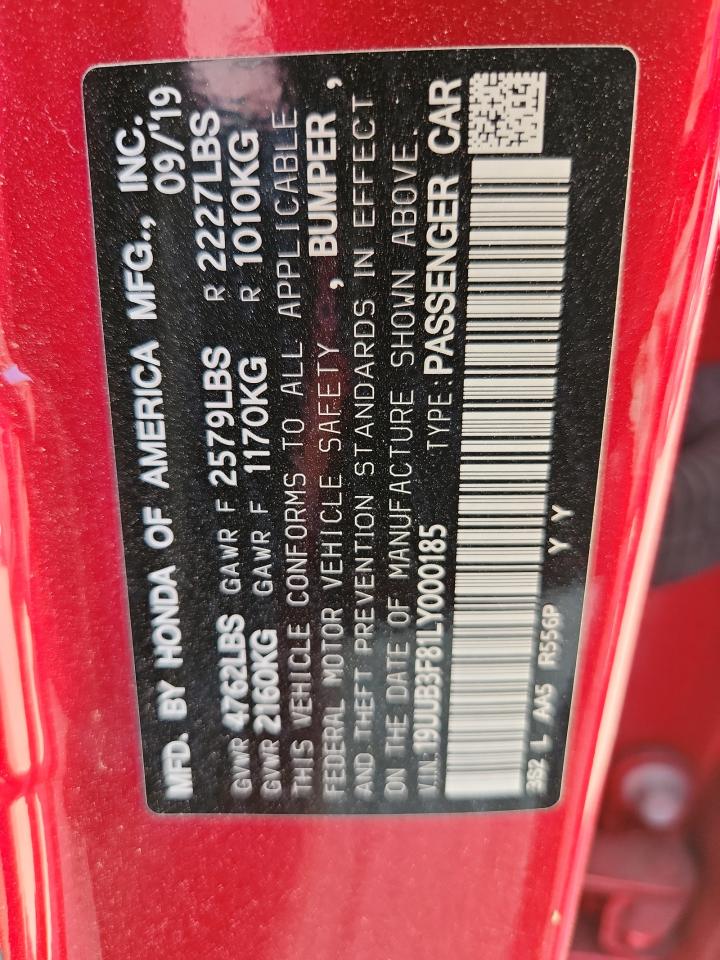 MFD. BY HONDA OF AMERICA MFG., INC.
09/'19
GVWR 4762LBS GAWR F 2579LBS R 2227LBS
GVWR 2160KG GAWR F 1170KG R 1010KG
THIS VEHICLE CONFORMS TO ALL APPLICABLE
FEDERAL MOTOR VEHICLE SAFETY , BUMPER ,
AND THEFT PREVENTION STANDARDS IN EFFECT
ON THE DATE OF MANUFACTURE SHOWN ABOVE.
V.I.N: 19UUB3F81LY000185 TYPE: PASSENGER CAR
3S2 L AA5 R556P Y Y